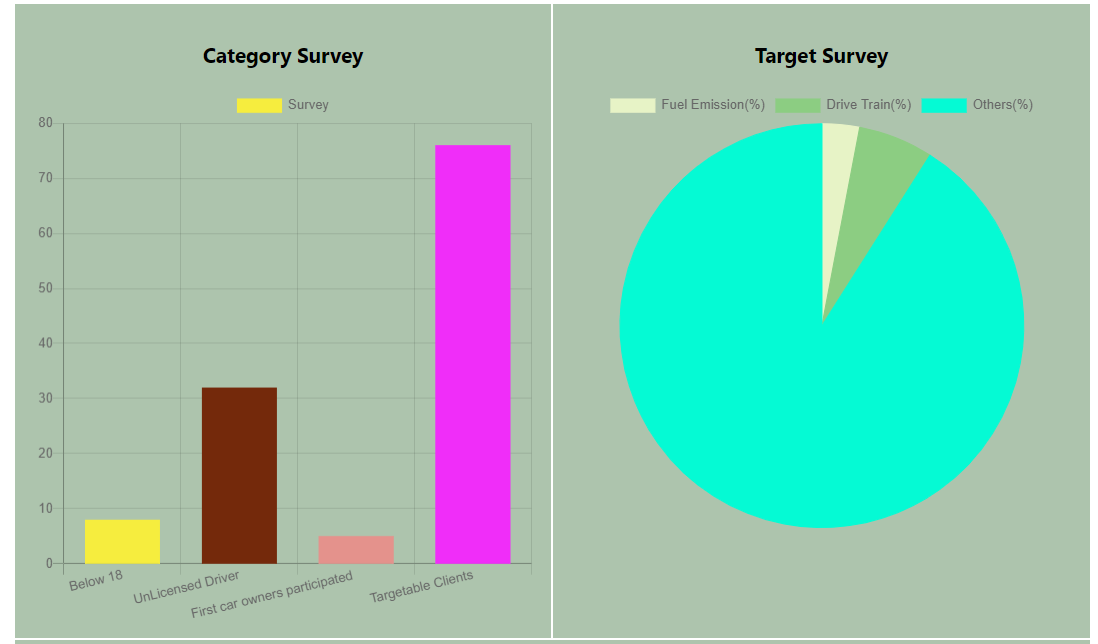 Category Survey
Survey
80
70
60
50
40
30
20
10
0
Below 18
UnLicensed Driver
First car owners participated
Targetable Clients
Target Survey
Fuel Emission(%) Drive Train(%) Others(%)